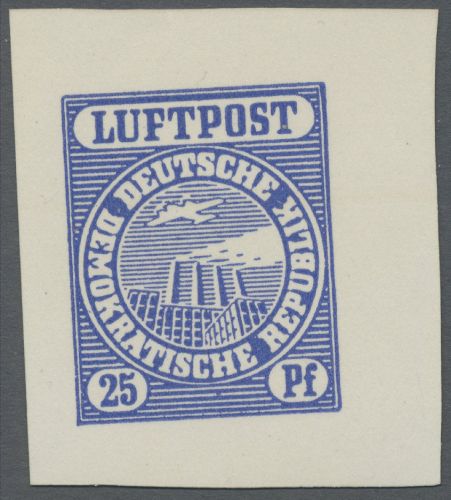 LUFTPOST
DEUTSCHE
DEMOKRATISCHE REPUBLIK
25 Pf